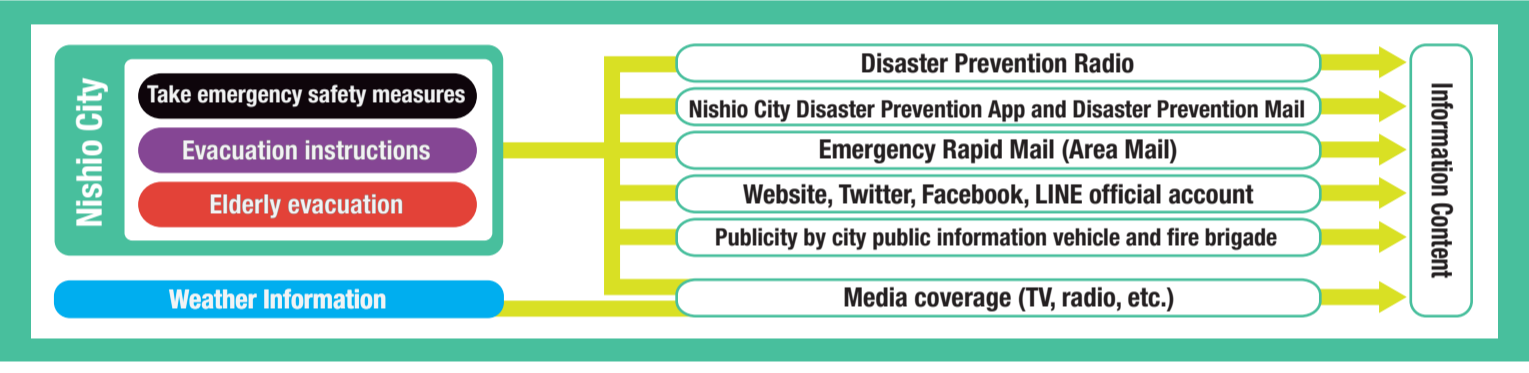 Nishio City
Take emergency safety measures
Evacuation instructions
Elderly evacuation
Weather Information
Disaster Prevention Radio
Nishio City Disaster Prevention App and Disaster Prevention Mail
Emergency Rapid Mail (Area Mail)
Website, Twitter, Facebook, LINE official account
Publicity by city public information vehicle and fire brigade
Media coverage (TV, radio, etc.)
Information Content